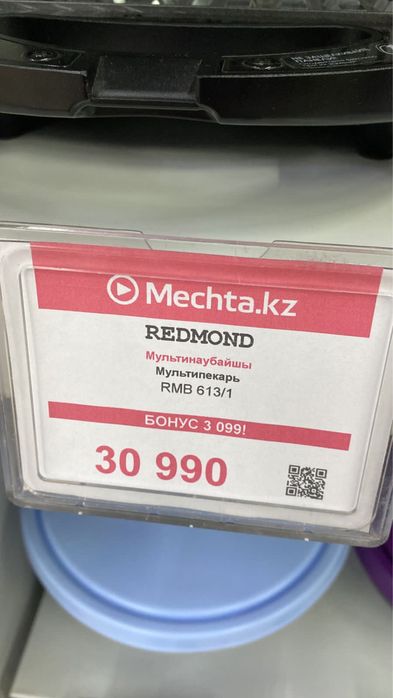 Mechta.kz
REDMOND
Мультинаубайшы
Мультипекарь
RMB 613/1
БОНУС 3 099!
30 990